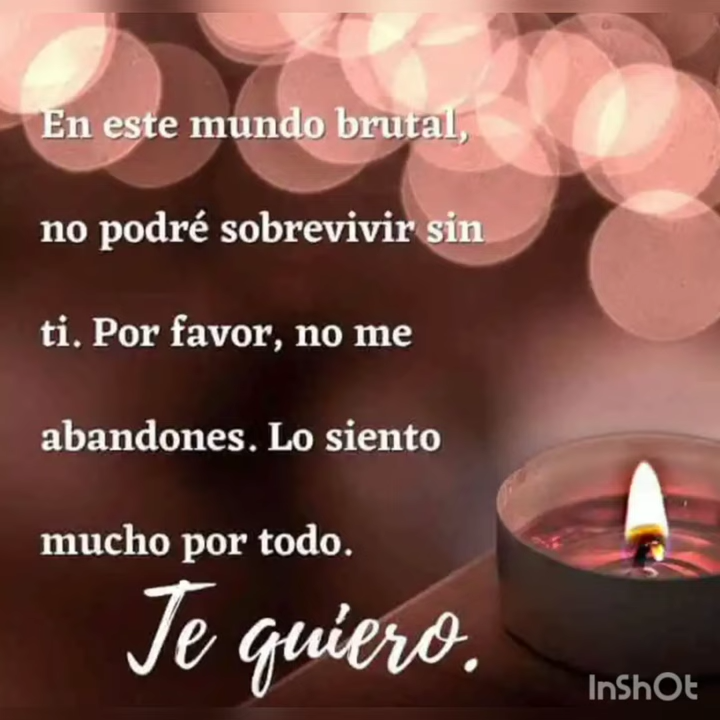 En este mundo brutal,
no podré sobrevivir sin
ti. Por favor, no me
abandones. Lo siento
mucho por todo.
Te quiero.
InShOt